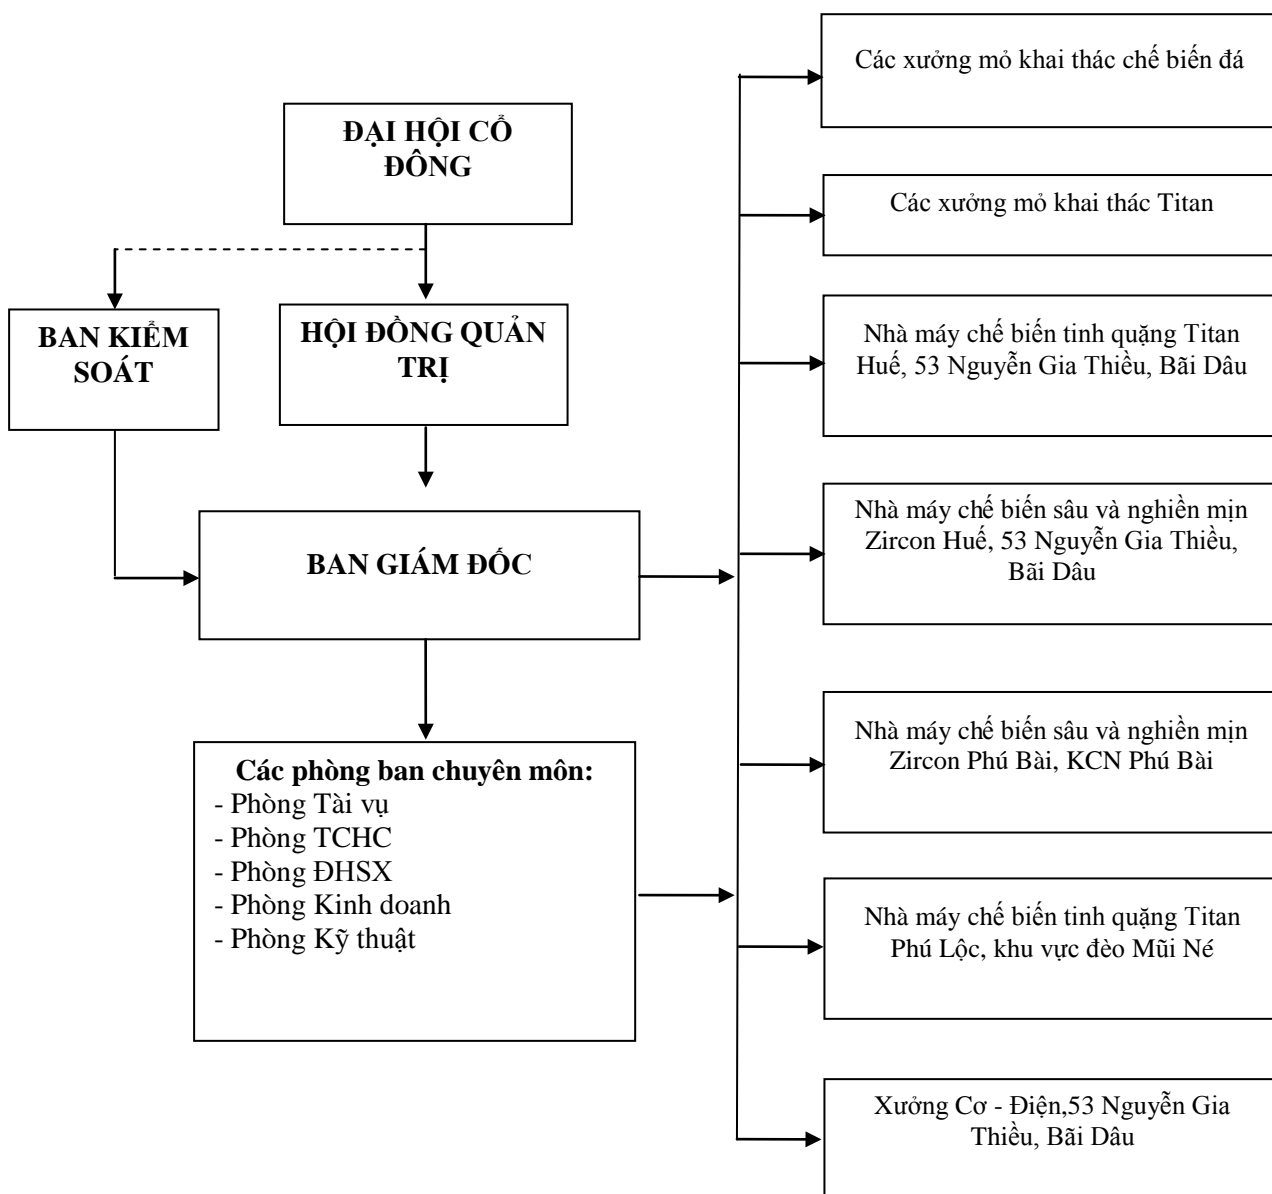 ĐẠI HỘI CỔ
ĐÔNG
BAN KIỂM
SOÁT
HỘI ĐỒNG QUẢN
TRỊ
BAN GIÁM ĐỐC
Các phòng ban chuyên môn:
- Phòng Tài vụ
- Phòng TCHC
- Phòng ĐHSX
- Phòng Kinh doanh
- Phòng Kỹ thuật
Các xưởng mỏ khai thác chế biến đá
Các xưởng mỏ khai thác Titan
Nhà máy chế biến tinh quặng Titan
Huế, 53 Nguyễn Gia Thiều, Bãi Dâu
Nhà máy chế biến sâu và nghiền mịn
Zircon Huế, 53 Nguyễn Gia Thiều,
Bãi Dâu
Nhà máy chế biến sâu và nghiền mịn
Zircon Phú Bài, KCN Phú Bài
Nhà máy chế biến tinh quặng Titan
Phú Lộc, khu vực đèo Mũi Né
Xưởng Cơ - Điện,53 Nguyễn Gia
Thiều, Bãi Dâu